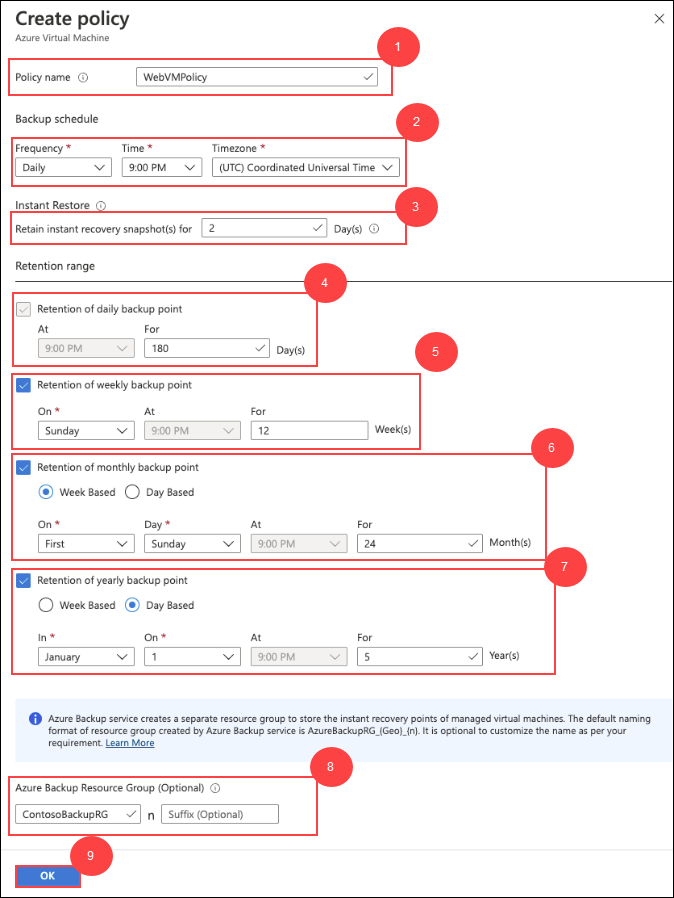 Create policy
Azure Virtual Machine
1
Policy name
WebVMPolicy
Backup schedule
2
Frequency * Time * Timezone *
Daily 9:00 PM (UTC) Coordinated Universal Time
Instant Restore
3
Retain instant recovery snapshot(s) for 2 Day(s)
Retention range
4
Retention of daily backup point
At For
9:00 PM 180 Day(s)
5
Retention of weekly backup point
On * At For
Sunday 9:00 PM 12 Week(s)
6
Retention of monthly backup point
Week Based Day Based
On * Day * At For
First Sunday 9:00 PM 24 Month(s)
7
Retention of yearly backup point
Week Based Day Based
In * On * At For
January 1 9:00 PM 5 Year(s)
Azure Backup service creates a separate resource group to store the instant recovery points of managed virtual machines. The default naming
format of resource group created by Azure Backup service is AzureBackupRG_{Geo}_{n}. It is optional to customize the name as per your
requirement. Learn More
8
Azure Backup Resource Group (Optional)
ContosoBackupRG n Suffix (Optional)
9
OK